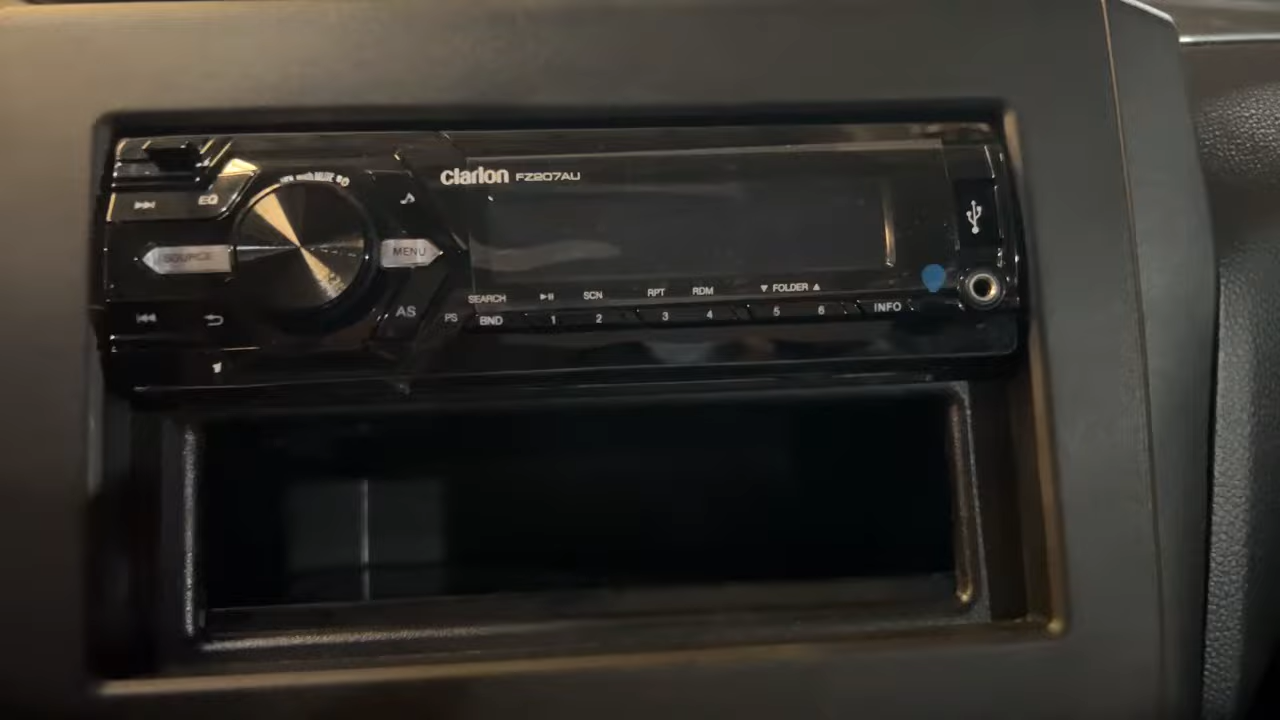 clarion FZ207AU
EQ
SOURCE
MENU
AS
PS
SEARCH SCN RPT RDM ▼ FOLDER ▲
BND 1 2 3 4 5 6 INFO